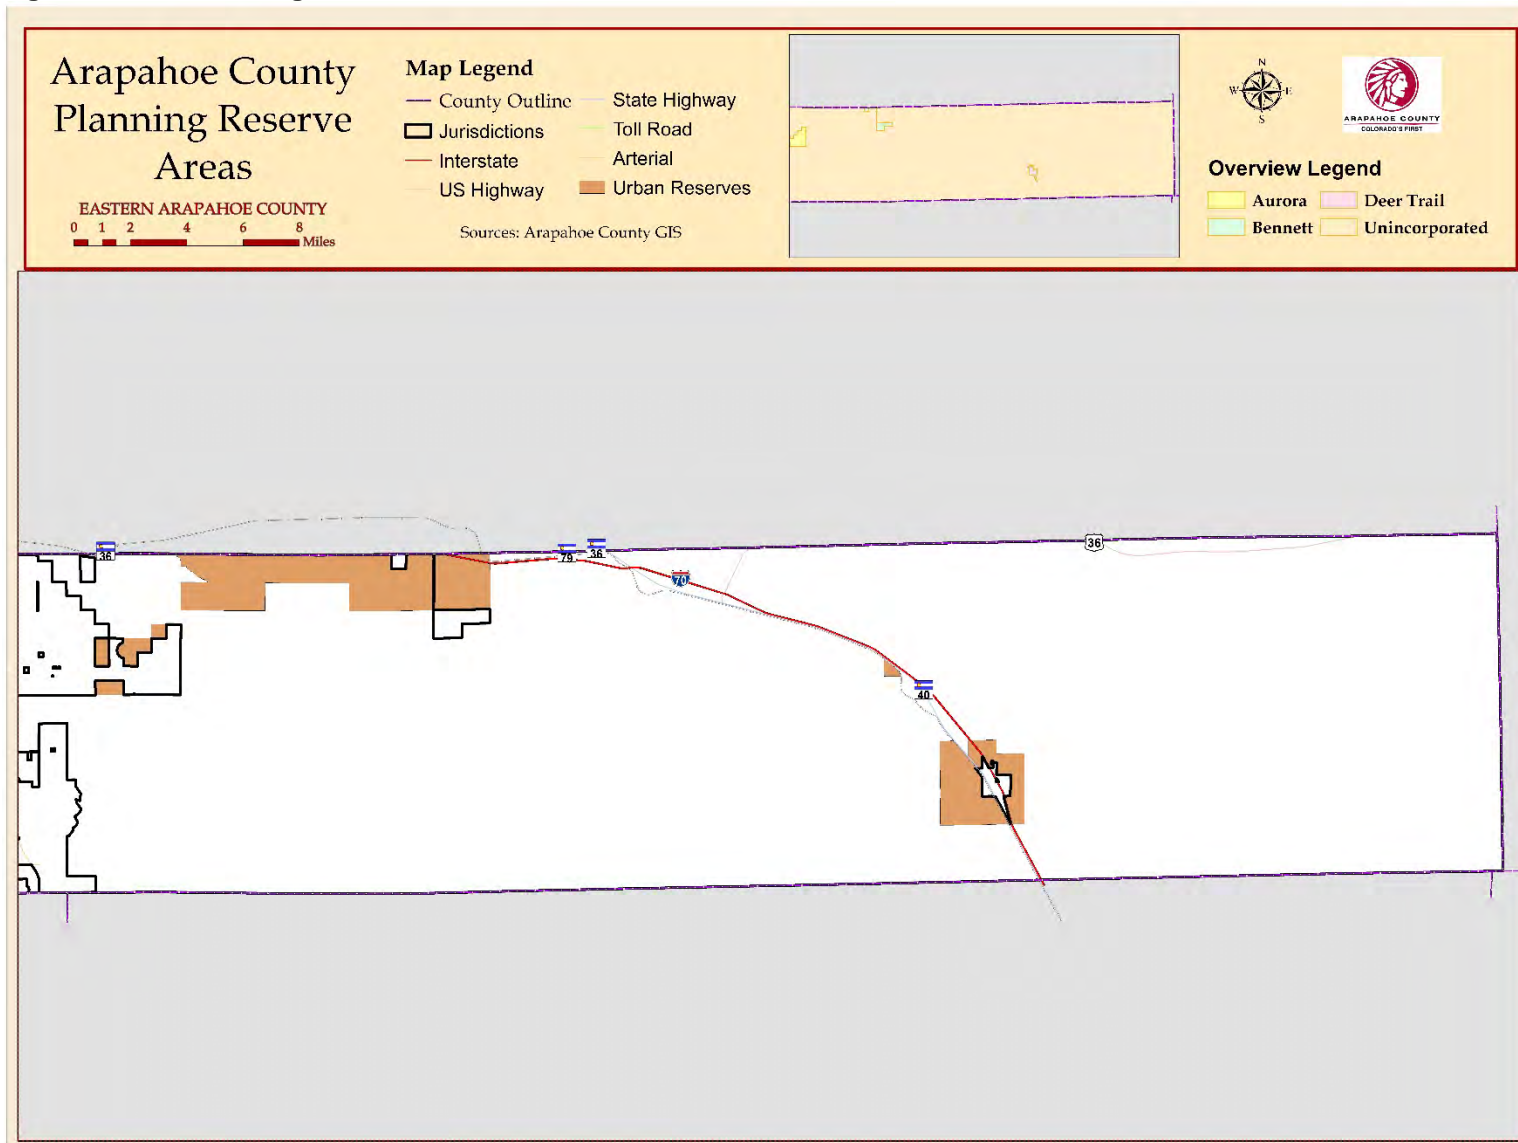 Arapahoe County
Planning Reserve
Areas
EASTERN ARAPAHOE COUNTY
0 1 2 4 6 8
Miles
Map Legend
County Outline
Jurisdictions
Interstate
US Highway
State Highway
Toll Road
Arterial
Urban Reserves
Sources: Arapahoe County GIS
N
W E
S
ARAPAHOE COUNTY
COLORADO'S FIRST
Overview Legend
Aurora
Deer Trail
Bennett
Unincorporated
36
79
36
36
70
40